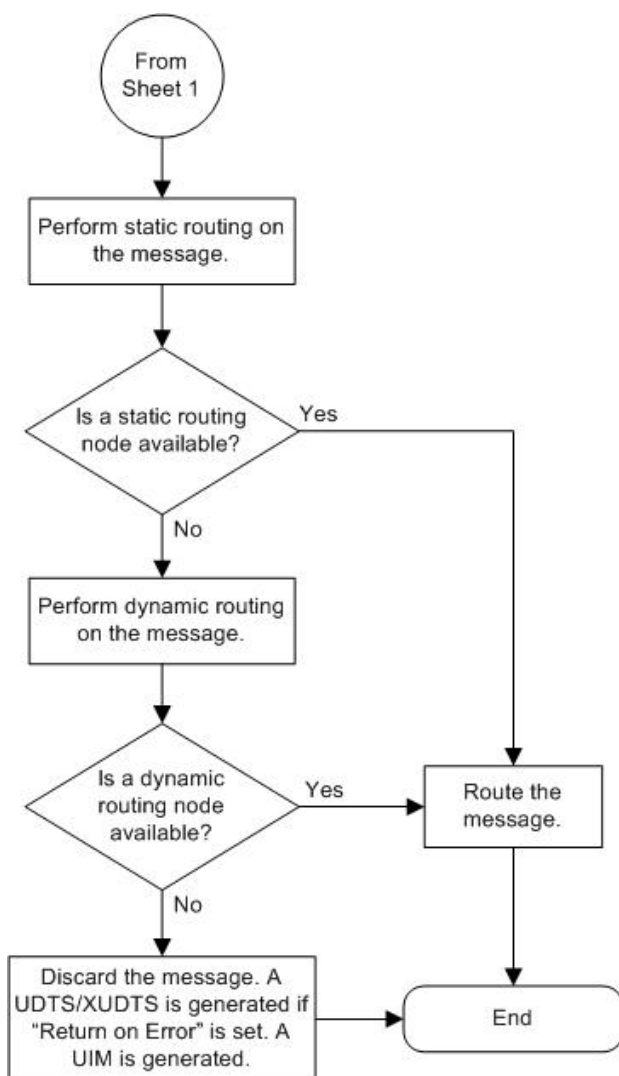 From
Sheet 1
Perform static routing on
the message.
Is a static routing
node available?
Yes
No
Perform dynamic routing
on the message.
Is a dynamic
routing node
available?
Yes
Route the
message.
No
Discard the message. A
UDTS/XUDTS is generated if
“Return on Error” is set. A
UIM is generated.
End